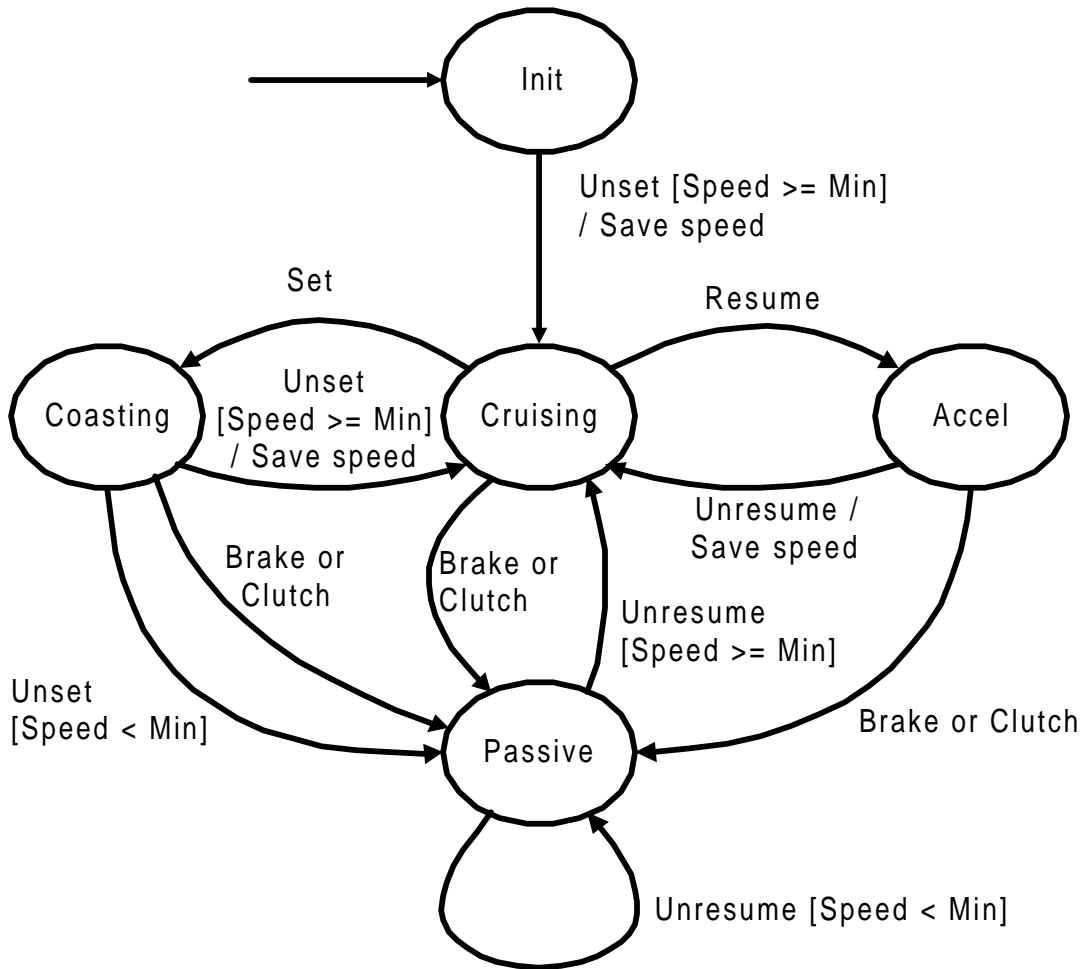 Init
Unset [Speed >= Min]
/ Save speed
Set
Resume
Coasting
Unset
[Speed >= Min]
/ Save speed
Cruising
Accel
Unresume /
Save speed
Brake or
Clutch
Brake or
Clutch
Unresume
[Speed >= Min]
Unset
[Speed < Min]
Brake or Clutch
Passive
Unresume [Speed < Min]